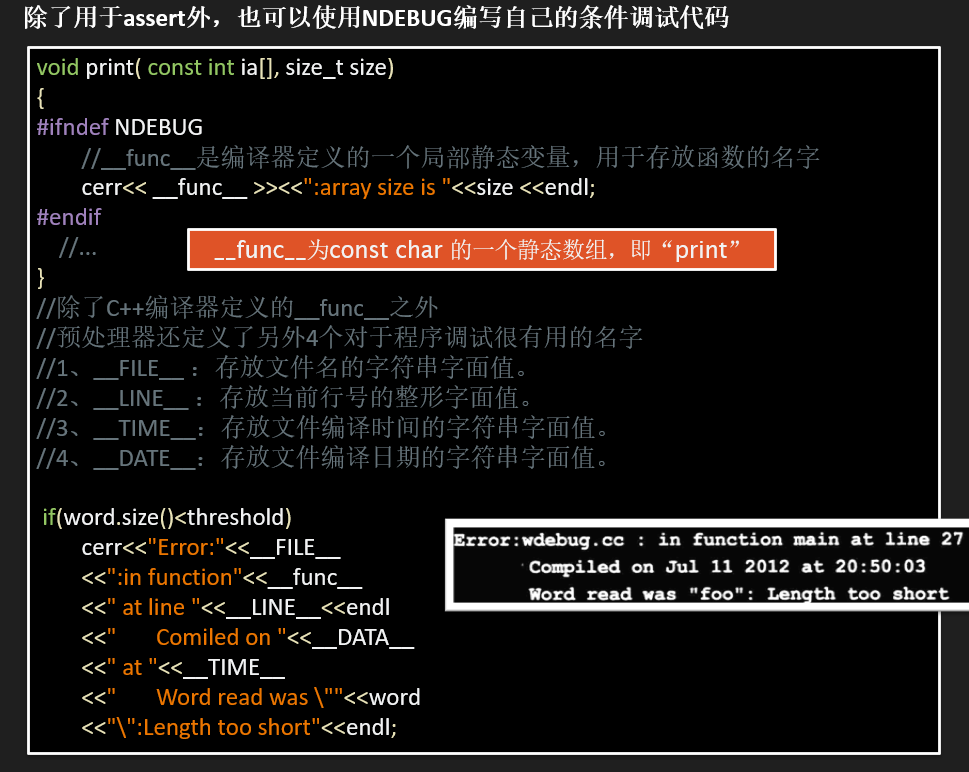 除了用于assert外，也可以使用NDEBUG编写自己的条件调试代码
void print( const int ia[], size_t size)
{
#ifndef NDEBUG
//__func__是编译器定义的一个局部静态变量，用于存放函数的名字
cerr<< __func__ >><<":array size is "<<size <<endl;
#endif
//...
__func__为const char 的一个静态数组，即“print”
}
//除了C++编译器定义的__func__之外
//预处理器还定义了另外4个对于程序调试很有用的名字
//1、__FILE__ ：存放文件名的字符串字面值。
//2、__LINE__ ：存放当前行号的整形字面值。
//3、__TIME__：存放文件编译时间的字符串字面值。
//4、__DATE__：存放文件编译日期的字符串字面值。
if(word.size()<threshold)
cerr<<"Error:"<<__FILE__
<<":in function"<<__func__
<<" at line "<<__LINE__<<endl
<<"      Comiled on "<<__DATA__
<<" at "<<__TIME__
<<"      Word read was \""<<word
<<"\":Length too short"<<endl;
Error:wdebug.cc : in function main at line 27
Compiled on Jul 11 2012 at 20:50:03
Word read was "foo": Length too short